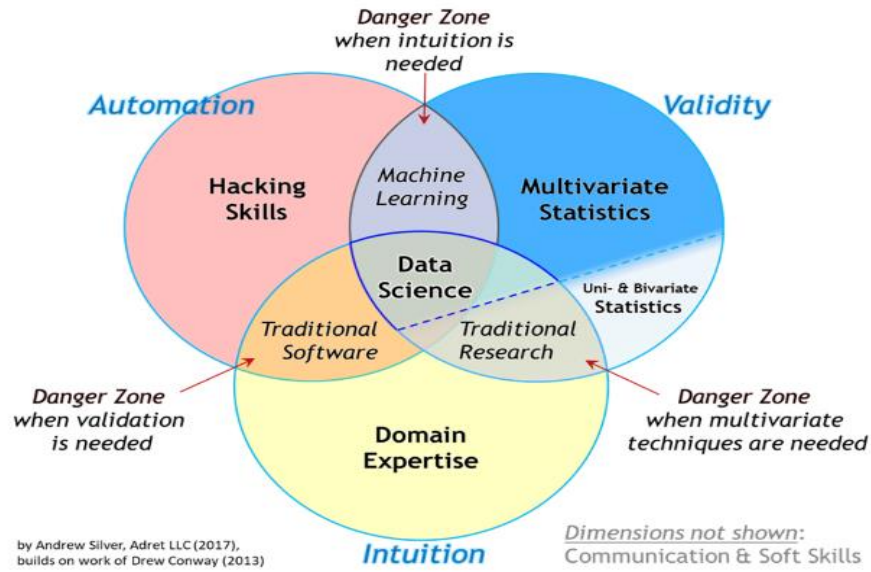 Danger Zone
when intuition is
needed
Automation
Validity
Hacking
Skills
Machine
Learning
Multivariate
Statistics
Data
Science
Uni- & Bivariate
Statistics
Traditional
Software
Traditional
Research
Danger Zone
when validation
is needed
Danger Zone
when multivariate
techniques are needed
Domain
Expertise
by Andrew Silver, Adret LLC (2017),
builds on work of Drew Conway (2013)
Intuition
Dimensions not shown:
Communication & Soft Skills